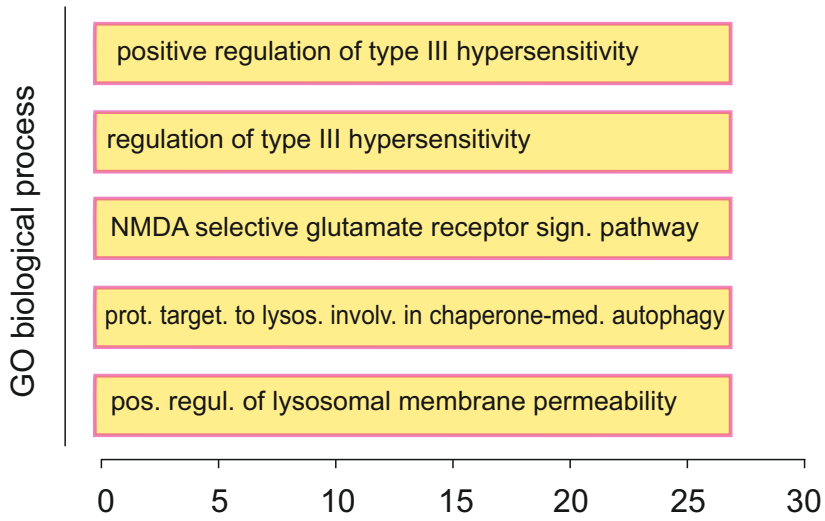 GO biological process
positive regulation of type III hypersensitivity
regulation of type III hypersensitivity
NMDA selective glutamate receptor sign. pathway
prot. target. to lysos. involv. in chaperone-med. autophagy
pos. regul. of lysosomal membrane permeability
0 5 10 15 20 25 30